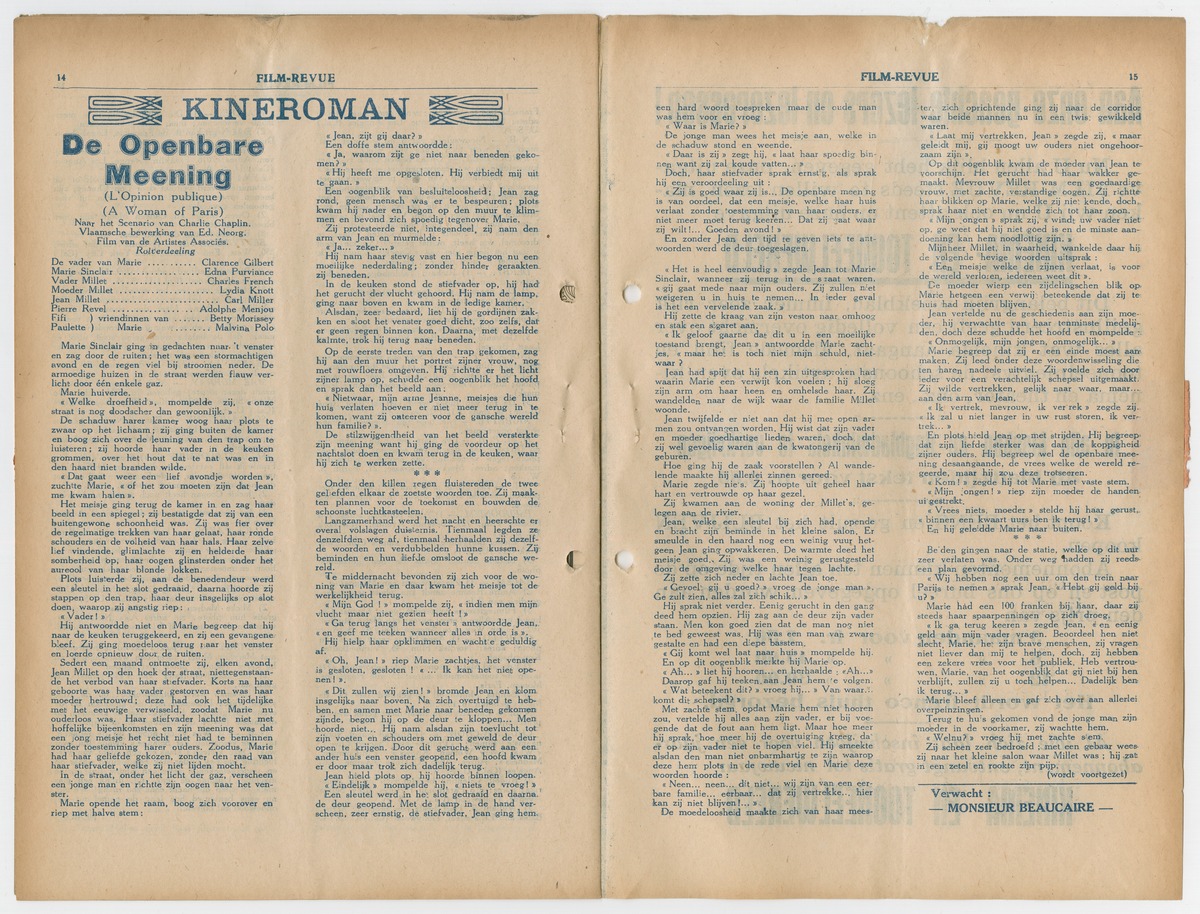 14
FILM-REVUE
KINEROMAN
De Openbare
Meening
(L'Opinion publique)
(A Woman of Paris)
Naar het Scenario van Charlie Chaplin.
Vlaamsche bewerking van Ed. Neorg.
Film van de Artistes Associés.
Rolverdeeling
De vader van Marie .......... Clarence Gilbert
Marie Sinclair ................ Edna Purviance
Vader Millet .................... Charles French
Moeder Millet .................... Lydia Knott
Jean Millet ........................ Carl Miller
Pierre Revel .................. Adolphe Menjou
Fifi ) vriendinnen van ...... Betty Morissey
Paulette ) Marie ........ Malvina Polo
Marie Sinclair ging in gedachten naar 't venster
en zag door de ruiten; het was een stormachtigen
avond en de regen viel bij stroomen neder. De
armoedige huizen in de straat werden flauw ver-
licht door één enkele gaz.
Marie huiverde.
« Welke droefheid», mompelde zij, « onze
straat is nog doodscher dan gewoonlijk. »
De schaduw harer kamer woog haar plots te
zwaar op het lichaam; zij ging buiten de kamer
en boog zich over de leuning van den trap om te
luisteren; zij hoorde haar vader in de keuken
grommen, over het hout dat te nat was en in
den haard niet branden wilde.
« Dat gaat weer een lief avondje worden»,
zuchtte Marie, « of het zou moeten zijn dat Jean
me kwam halen».
Het meisje ging terug de kamer in en zag haar
beeld in een spiegel; zij bestatigde dat zij van een
buitengewone schoonheid was. Zij was fier over
de regelmatige trekken van haar gelaat, haar ronde
schouders en de volheid van haar hals. Haar zelve
lief vindende, glimlachte zij en helderde haar
somberheid op, haar oogen glinsterden onder het
aureool van haar blonde lokken.
Plots luisterde zij, aan de benedendeur werd
een sleutel in het slot gedraaid, daarna hoorde zij
stappen op den trap, haar deur insgelijks op slot
doen, waarop zij angstig riep:
« Vader!»
Hij antwoordde niet en Marie begreep dat hij
naar de keuken teruggekeerd, en zij een gevangene
bleef. Zij ging moedeloos terug naar het venster
en loerde opnieuw door de ruiten.
Sedert een maand ontmoette zij, elken avond,
Jean Millet op den hoek der straat, niettegenstaan-
de het verbod van haar stiefvader. Korts na haar
geboorte was haar vader gestorven en was haar
moeder hertrouwd; deze had ook het tijdelijke
met het eeuwige verwisseld, zoodat Marie nu
ouderloos was. Haar stiefvader lachtte niet met
hoffelijke bijeenkomsten en zijn meening was dat
een jong meisje het recht niet had te beminnen
zonder toestemming harer ouders. Zoodus, Marie
had haar geliefde gekozen, zonder den raad van
haar stiefvader, welke zij niet lijden mocht.
In de straat, onder het licht der gaz, verscheen
een jonge man en richtte zijn oogen naar het ven-
ster.
Marie opende het raam, boog zich voorover en
riep met halve stem:
« Jean, zijt gij daar?»
Een doffe stem antwoordde:
« Ja, waarom zijt ge niet naar beneden geko-
men?»
« Hij heeft me opgesloten. Hij verbiedt mij uit
te gaan.»
Een oogenblik van besluiteloosheid; Jean zag
rond, geen mensch was er te bespeuren; plots
kwam hij nader en begon op den muur te klim-
men en bevond zich spoedig tegenover Marie.
Zij protesteerde niet, integendeel, zij nam den
arm van Jean en murmelde:
« Ja... zeker...»
Hij nam haar stevig vast en hier begon nu een
moeilijke nederdaling; zonder hinder geraakten
zij beneden.
In de keuken stond de stiefvader op, hij had
het gerucht der vlucht gehoord. Hij nam de lamp,
ging naar boven en kwam in de ledige kamer.
Alsdan, zeer bedaard, liet hij de gordijnen zak-
ken en sloot het venster goed dicht, zoo zelfs, dat
er geen regen binnen kon. Daarna, met dezelfde
kalmte, trok hij terug naar beneden.
Op de eerste treden van den trap gekomen, zag
hij aan den muur het portret zijner vrouw, nog
met rouwfloers omgeven. Hij richtte er het licht
zijner lamp op, schudde een oogenblik het hoofd
en sprak dan het beeld aan:
« Nietwaar, mijn arme Jeanne, meisjes die hun
huis verlaten hoeven er niet meer terug in te
komen, want zij onteeren voor de gansche wereld
hun familie?».
De stilzwijgendheid van het beeld versterkte
zijn meening want hij ging de voordeur op het
nachtslot doen en kwam terug in de keuken, waar
hij zich te werken zette.
* * *
Onder den killen regen fluistereden de twee
geliefden elkaar de zoetste woorden toe. Zij maak-
ten plannen voor de toekomst en bouwden de
schoonste luchtkasteelen.
Langzamerhand werd het nacht en heerschte er
overal volslagen duisternis. Tienmaal legden ze
denzelfden weg af, tienmaal herhaalden zij dezelf-
de woorden en verdubbelden hunne kussen. Zij
beminden en hun liefde omsloot de gansche we-
reld.
Te middernacht bevonden zij zich voor de wo-
ning van Marie en daar kwam het meisje tot de
werkelijkheid terug.
« Mijn God!» mompelde zij, « indien men mijn
vlucht maar niet gezien heeft!»
« Ga terug langs het venster» antwoordde Jean,
« en geef me teeken wanneer alles in orde is».
Hij hielp haar opklimmen en wachtte geduldig
af.
« Oh, Jean!» riep Marie zachtjes, het venster
is gesloten, gesloten! «... Ik kan het niet ope-
nen!».
« Dit zullen wij zien!» bromde Jean en klom
insgelijks naar boven. Na zich overtuigd te heb-
ben, en samen met Marie naar beneden gekomen
zijnde, begon hij op de deur te kloppen... Men
hoorde niet... Hij nam alsdan zijn toevlucht tot
zijn voeten en schouders om met geweld de deur
open te krijgen. Door dit gerucht werd aan een
ander huis een venster geopend, een hoofd kwam
er door maar trok zich dadelijk terug.
Jean hield plots op, hij hoorde binnen loopen.
« Eindelijk» mompelde hij, « niets te vroeg!»
Een sleutel werd in het slot gedraaid en daarna
de deur geopend. Met de lamp in de hand ver-
scheen, zeer ernstig, de stiefvader, Jean ging hem
FILM-REVUE
15
een hard woord toespreken maar de oude man
was hem voor en vroeg:
« Waar is Marie?»
De jonge man wees het meisje aan, welke in
de schaduw stond en weende.
« Daar is zij» zegt hij, « laat haar spoedig bin-
nen want zij zal koude vatten...»
Doch, haar stiefvader sprak ernstig, als sprak
hij een veroordeeling uit:
« Zij is goed waar zij is... De openbare meening
is van oordeel, dat een meisje, welke haar huis
verlaat zonder toestemming van haar ouders, er
niet meer moet terug keeren... Dat zij gaat waar
zij wilt!... Goeden avond!»
En zonder Jean den tijd te geven iets te ant-
woorden werd de deur toegeslagen.
« Het is heel eenvoudig» zegde Jean tot Marie
Sinclair, wanneer zij terug in de straat waren,
« gij gaat mede naar mijn ouders. Zij zullen niet
weigeren u in huis te nemen. In ieder geval
is het een vervelende zaak.»
Hij zette de kraag van zijn veston naar omhoog
en stak een sigaret aan.
« Ik geloof gaarne dat dit u in een moeilijke
toestand brengt, Jean» antwoordde Marie zacht-
jes, « maar het is toch niet mijn schuld, niet-
waar?
Jean had spijt dat hij een zin uitgesproken had
waarin Marie een verwijt kon voelen; hij sloeg
zijn arm om haar heen en omhelsde haar. Zij
wandelden naar de wijk waar de familie Millet
woonde.
Jean twijfelde er niet aan dat hij met open ar-
men zou ontvangen worden. Hij wist dat zijn vader
en moeder goedhartige lieden waren, doch dat
zij wel gevoelig waren aan de kwatongerij van de
geburen.
Hoe ging hij de zaak voorstellen? Al wande-
lende maakte hij allerlei zinnen gereed.
Marie zegde niets. Zij hoopte uit geheel haar
hart en vertrouwde op haar gezel.
Zij kwamen aan de woning der Millet's, ge-
legen aan de rivier.
Jean, welke een sleutel bij zich had, opende
en bracht zijn beminde in het kleine salon. Er
smeulde in den haard nog een weinig vuur het-
geen Jean ging opwakkeren. De warmte deed het
meisje goed. Zij was een weinig gerustgesteld
door de omgeving welke haar tegen lachte.
Zij zette zich neder en lachte Jean toe.
« Gevoelt gij u goed?» vroeg de jonge man».
Ge zult zien, alles zal zich schikken...»
Hij sprak niet verder. Eenig gerucht in den gang
deed hem opzien. Hij zag aan de deur zijn vader
staan. Men kon goed zien dat de man nog niet
te bed geweest was. Hij was een man van zware
gestalte en had een diepe basstem.
« Gij komt wel laat naar huis» mompelde hij.
En op dit oogenblik merkte hij Marie op.
« Ah...» liet hij hooren... en herhaalde: «Ah...»
Daarop gaf hij teeken aan Jean hem te volgen.
« Wat beteekent dit?» vroeg hij...» Van waar
komt dit schepsel?»
Met zachte stem, opdat Marie hem niet hooren
zou, vertelde hij alles aan zijn vader, er bij voe-
gende dat de fout aan hem ligt. Maar hoe meer
hij sprak, hoe meer hij de overtuiging kreeg, dat
er op zijn vader niet te hopen viel. Hij smeekte
alsdan den man niet onbarmhartig te zijn waarop
deze hem plots in de rede viel en Marie deze
woorden hoorde:
« Neen... neen... dit niet... wij zijn van een eer-
bare familie... eerbaar... dat zij vertrekke... hier
kan zij niet blijven!...»
De moedeloosheid maakte zich van haar mees-
ter, zich oprichtende ging zij naar de corridor
waar beide mannen nu in een twist gewikkeld
waren.
« Laat mij vertrekken, Jean» zegde zij, « maar
geleidt mij, gij moogt uw ouders niet ongehoor-
zaam zijn».
Op dit oogenblik kwam de moeder van Jean te
voorschijn. Het gerucht had haar wakker ge-
maakt. Mevrouw Millet was een goedaardige
vrouw, met zachte, verstandige oogen. Zij richtte
haar blikken op Marie, welke zij niet kende, doch
sprak haar niet en wendde zich tot haar zoon.
« Mijn jongen» sprak zij, « windt uw vader niet
op, ge weet dat hij niet goed is en de minste aan-
doening kan hem noodlottig zijn.»
Mijnheer Millet, in waarheid, wankelde daar hij
de volgende hevige woorden uitsprak:
« Een meisje welke de zijnen verlaat, is voor
de wereld verloren, iedereen weet dit».
De moeder wierp een zijdelingschen blik op
Marie hetgeen een verwijt beteekende dat zij te
huis had moeten blijven.
Jean vertelde nu de geschiedenis aan zijn moe-
der, hij verwachtte van haar tenminste medelij-
den, doch deze schudde het hoofd en mompelde:
« Onmogelijk, mijn jongen, onmogelijk...»
Marie begreep dat zij er een einde moest aan
maken. Zij leed onder deze woordenwisseling die
ten haren nadeele uitviel. Zij voelde zich door
ieder voor een verachtelijk schepsel uitgemaakt.
Zij wilde vertrekken, gelijk waar, maar...
aan den arm van Jean.
« Ik vertrek, mevrouw, ik vertrek» zegde zij.
« Ik zal u niet langer in uw rust storen, ik ver-
trek...»
En plots hield Jean op met strijden. Hij begreep
dat zijn liefde sterker was dan de koppigheid
zijner ouders. Hij begreep wel de openbare mee-
ning desaangaande, de vrees welke de wereld re-
geerde, maar hij zou deze trotseeren.
« Kom!» zegde hij tot Marie met vaste stem.
« Mijn jongen!» riep zijn moeder de handen
uitgestrekt.
« Vrees niets, moeder» stelde hij haar gerust,
« binnen een kwaart uurs ben ik terug!»
En hij geleidde Marie naar buiten.
* * *
Beiden gingen naar de statie, welke op dit uur
zeer verlaten was. Onder weg hadden zij reeds
een plan gevormd.
« Wij hebben nog een uur om den trein naar
Parijs te nemen» sprak Jean. « Hebt gij geld bij
u?»
Marie had een 100 franken bij haar, daar zij
steeds haar spaarpenningen op zich droeg.
« Ik ga terug keeren» zegde Jean, « en eenig
geld aan mijn vader vragen. Beoordeel hen niet
slecht, Marie, het zijn brave menschen, zij vragen
niet liever dan mij te helpen, doch, zij hebben
een zekere vrees voor het publiek. Heb vertrou-
wen, Marie, van het oogenblik dat gij niet bij hen
verblijft, zullen zij u toch helpen... Dadelijk ben
ik terug...»
Marie bleef alleen en gaf zich over aan allerlei
overpeinzingen.
Terug te huis gekomen vond de jonge man zijn
moeder in de voorkamer, zij wachtte hem.
« Welnu?» vroeg hij met zachte stem.
Zij scheen zeer bedroefd; met een gebaar wees
zij naar het kleine salon waar Millet was; hij zat
in een zetel en rookte zijn pijp.
(wordt voortgezet)
Verwacht:
— MONSIEUR BEAUCAIRE —